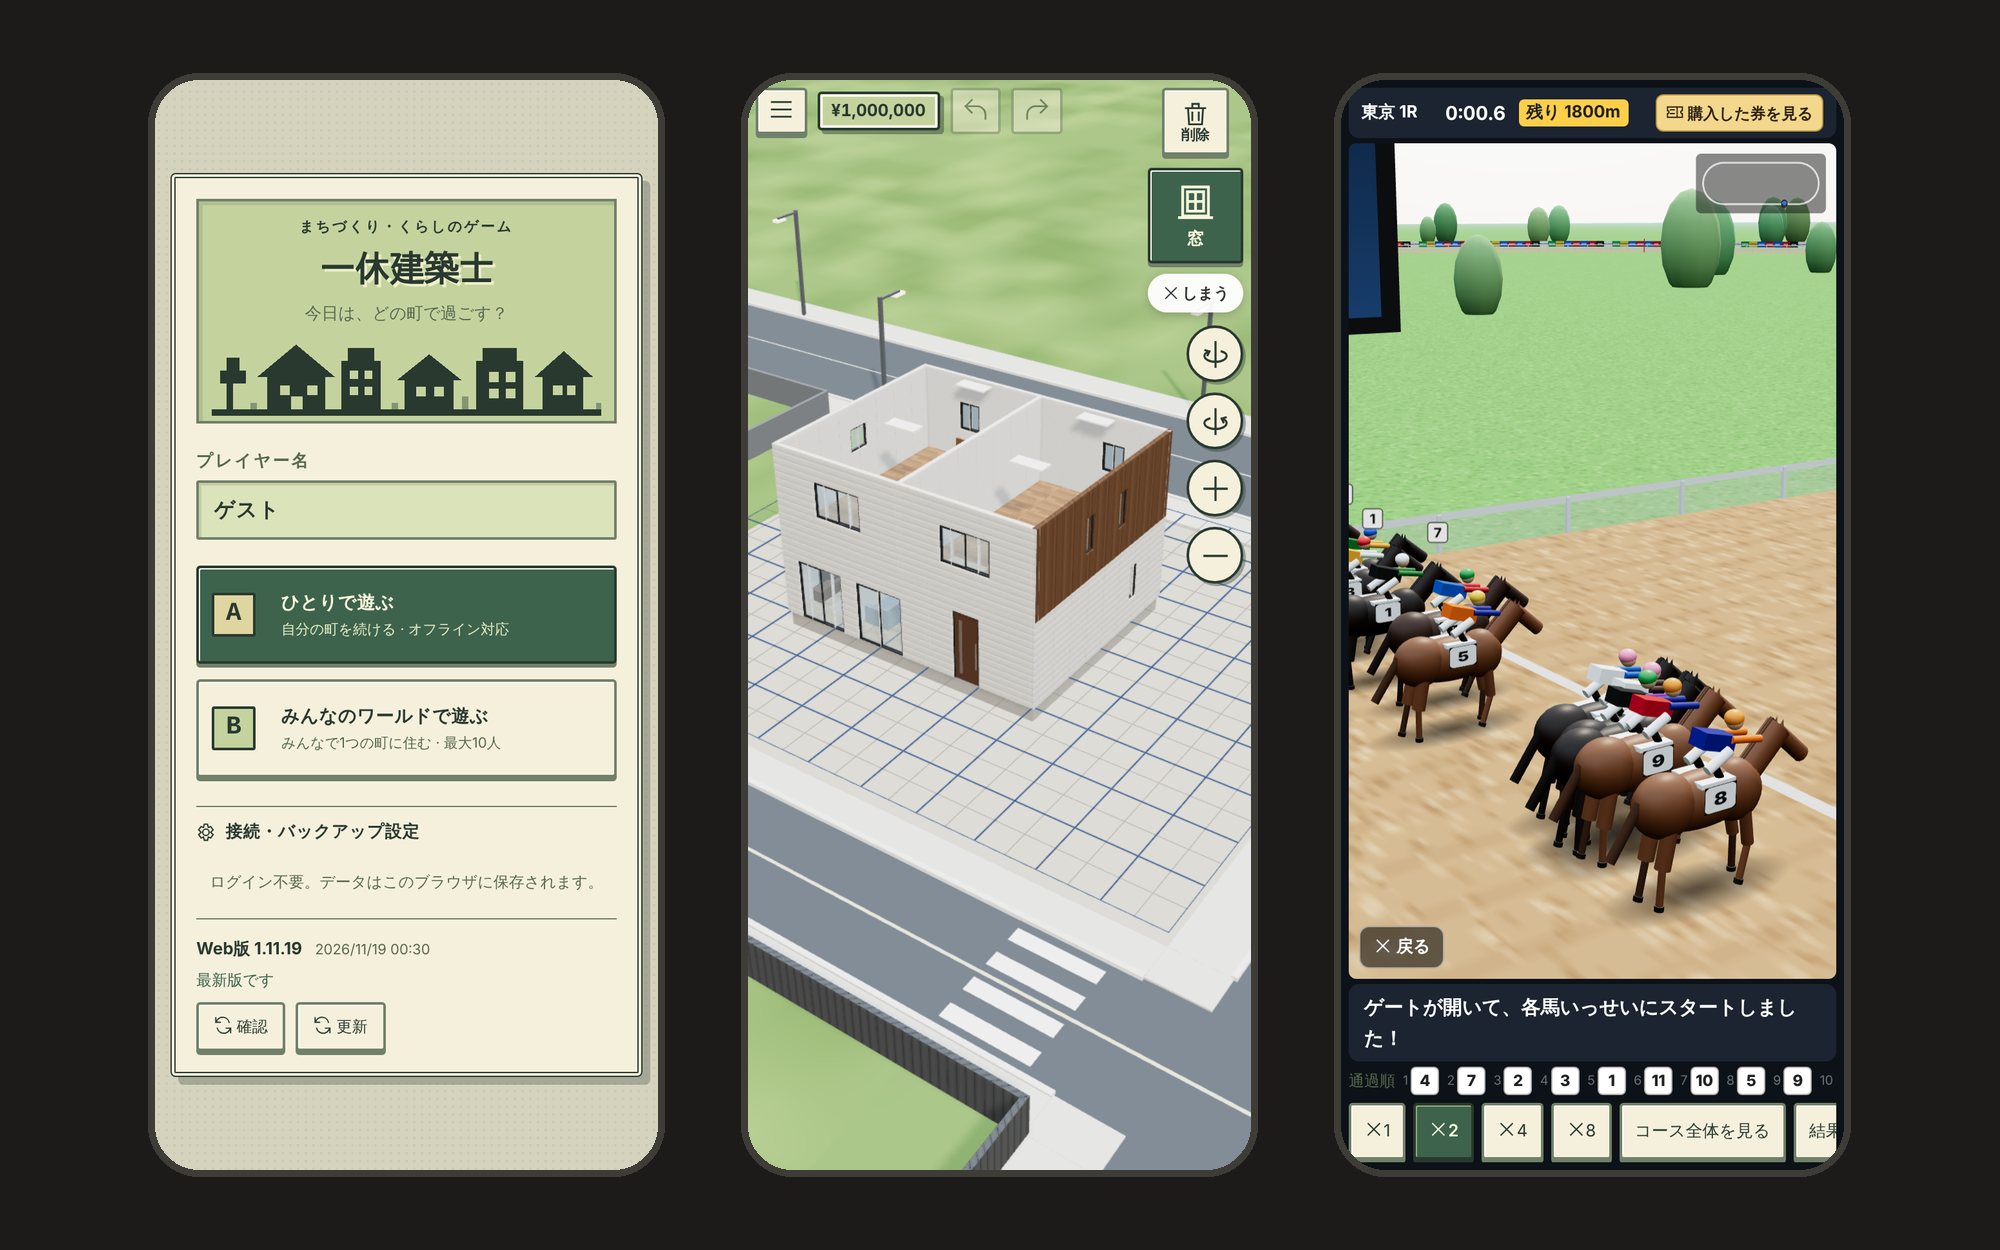 まちづくり・くらしのゲーム
一休建築士
今日は、どの町で過ごす？
プレイヤー名
ゲスト
A
ひとりで遊ぶ
自分の町を続ける · オフライン対応
B
みんなのワールドで遊ぶ
みんなで1つの町に住む · 最大10人
接続・バックアップ設定
ログイン不要。データはこのブラウザに保存されます。
Web版 1.11.19 2026/11/19 00:30
最新版です
確認 更新
¥1,000,000
削除
窓
×しまう
東京 1R 0:00.6 残り 1800m 購入した券を見る
1
7
1
5
9
8
×戻る
ゲートが開いて、各馬いっせいにスタートしまし
た！
通過順 1 4 2 7 3 2 4 3 5 1 6 11 7 10 8 5 9 9 10
×1 ×2 ×4 ×8 コース全体を見る 結果